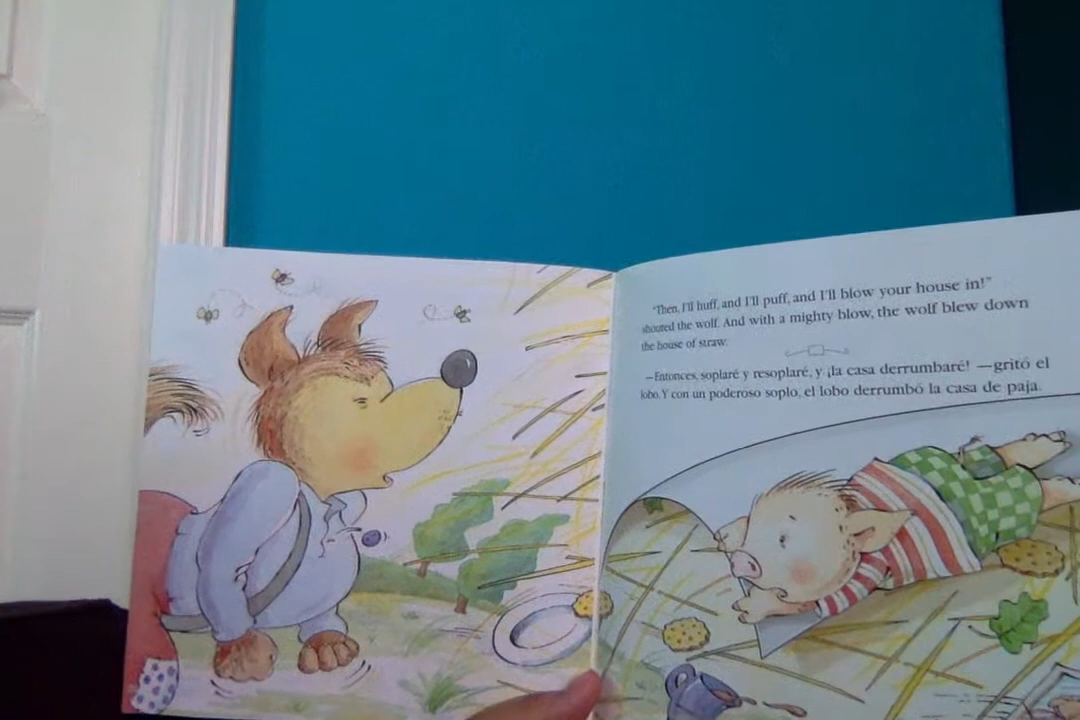 "Then, I'll huff, and I'll puff, and I'll blow your house in!"
shouted the wolf. And with a mighty blow, the wolf blew down
the house of straw.
—Entonces, soplaré y resoplaré, y ¡la casa derrumbaré! —gritó el
lobo. Y con un poderoso soplo, el lobo derrumbó la casa de paja.